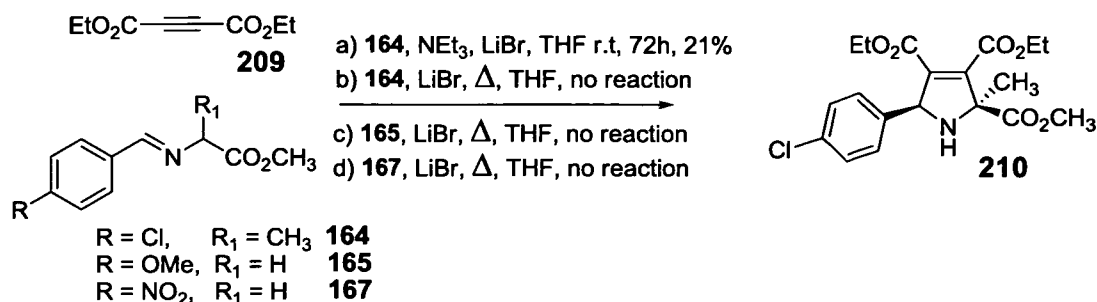 EtO₂C CO₂Et
209
a) 164, NEt₃, LiBr, THF r.t, 72h, 21%
b) 164, LiBr, Δ, THF, no reaction
c) 165, LiBr, Δ, THF, no reaction
d) 167, LiBr, Δ, THF, no reaction
R₁
N CO₂CH₃
R
R = Cl, R₁ = CH₃ 164
R = OMe, R₁ = H 165
R = NO₂, R₁ = H 167
EtO₂C CO₂Et
CH₃
N CO₂CH₃
H
Cl
210